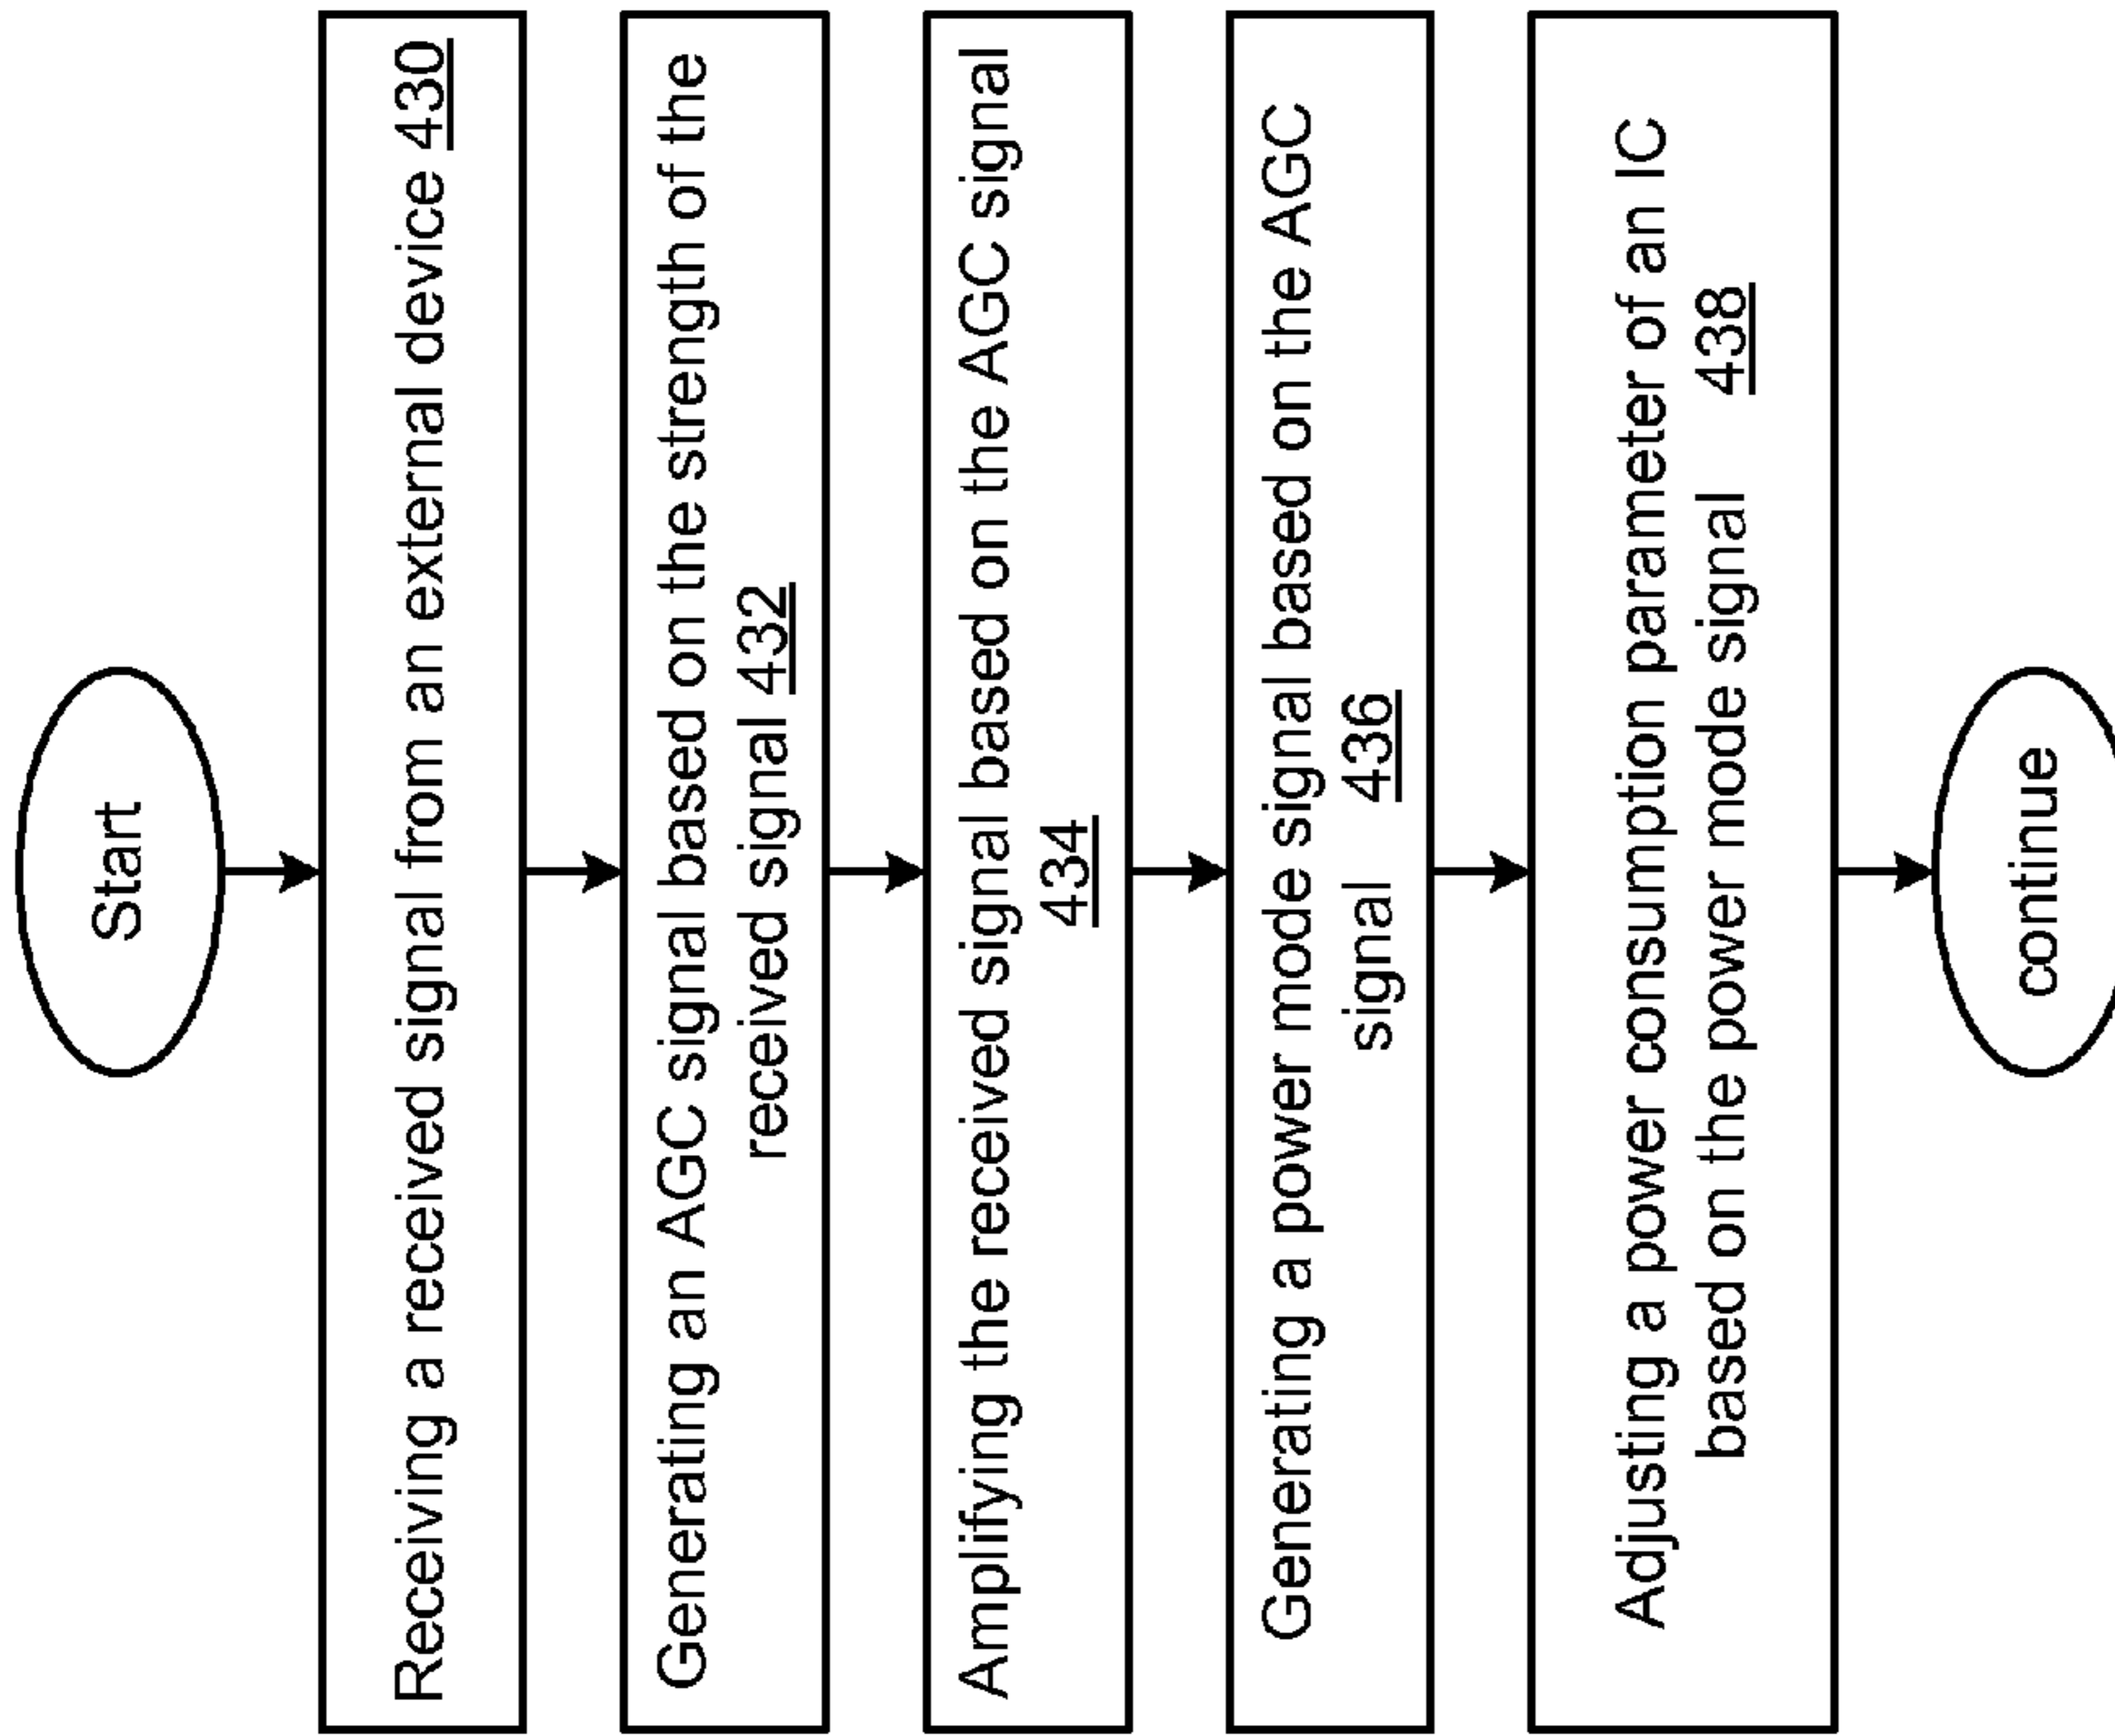 Start
Receiving a received signal from an external device 430
Generating an AGC signal based on the strength of the
received signal 432
Amplifying the received signal based on the AGC signal
434
Generating a power mode signal based on the AGC
signal 436
Adjusting a power consumption parameter of an IC
based on the power mode signal 438
continue